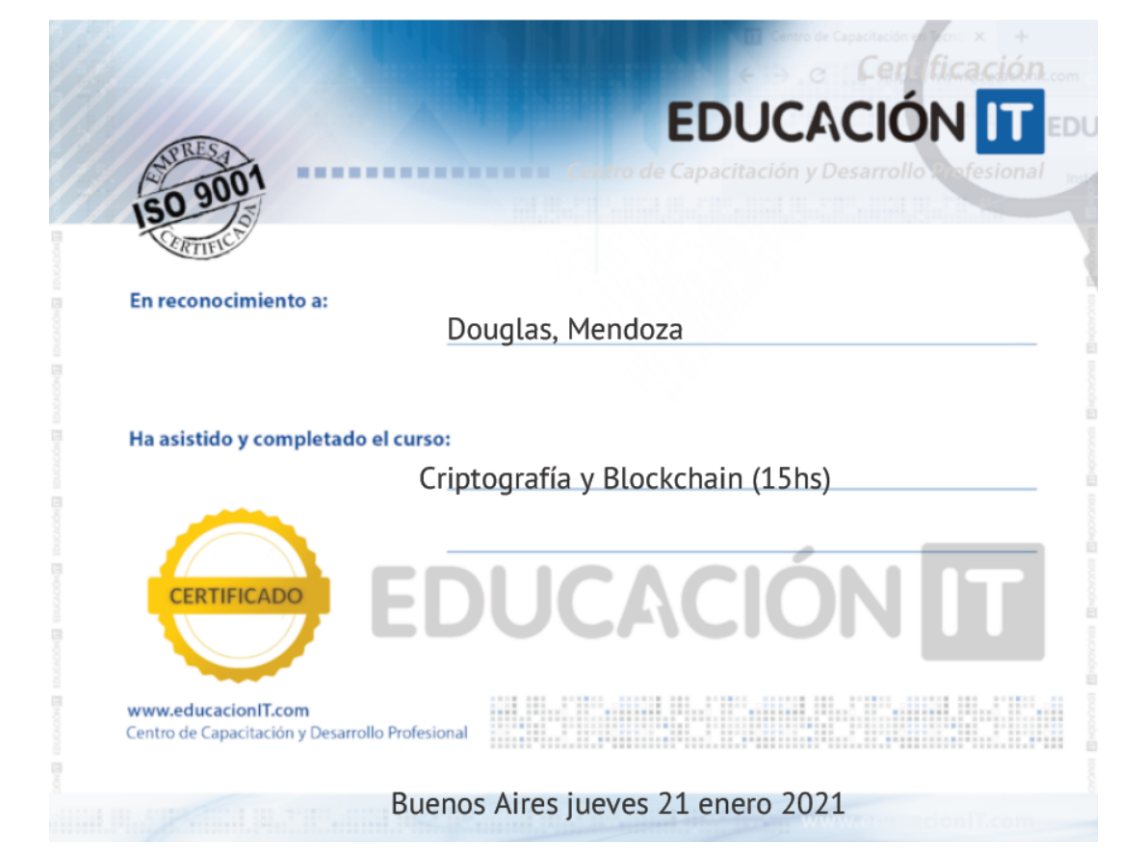 Centro de Capacitación en Tecno
Certificación
EDUCACIÓN IT
Centro de Capacitación y Desarrollo Profesional
EMPRESA
ISO 9001
CERTIFICADA
En reconocimiento a:
Douglas, Mendoza
Ha asistido y completado el curso:
Criptografía y Blockchain (15hs)
CERTIFICADO
EDUCACIÓN IT
www.educacionIT.com
Centro de Capacitación y Desarrollo Profesional
Buenos Aires jueves 21 enero 2021
www.educacionIT.com